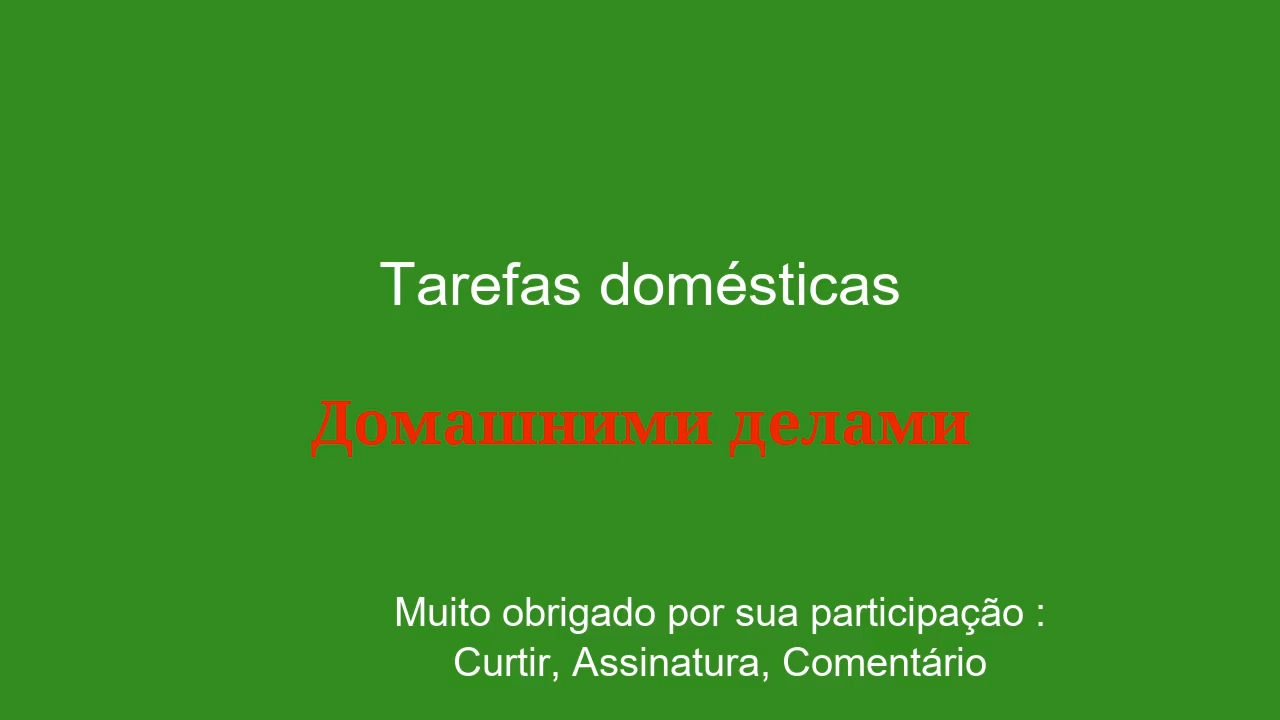 Tarefas domésticas
Домашними делами
Muito obrigado por sua participação :
Curtir, Assinatura, Comentário